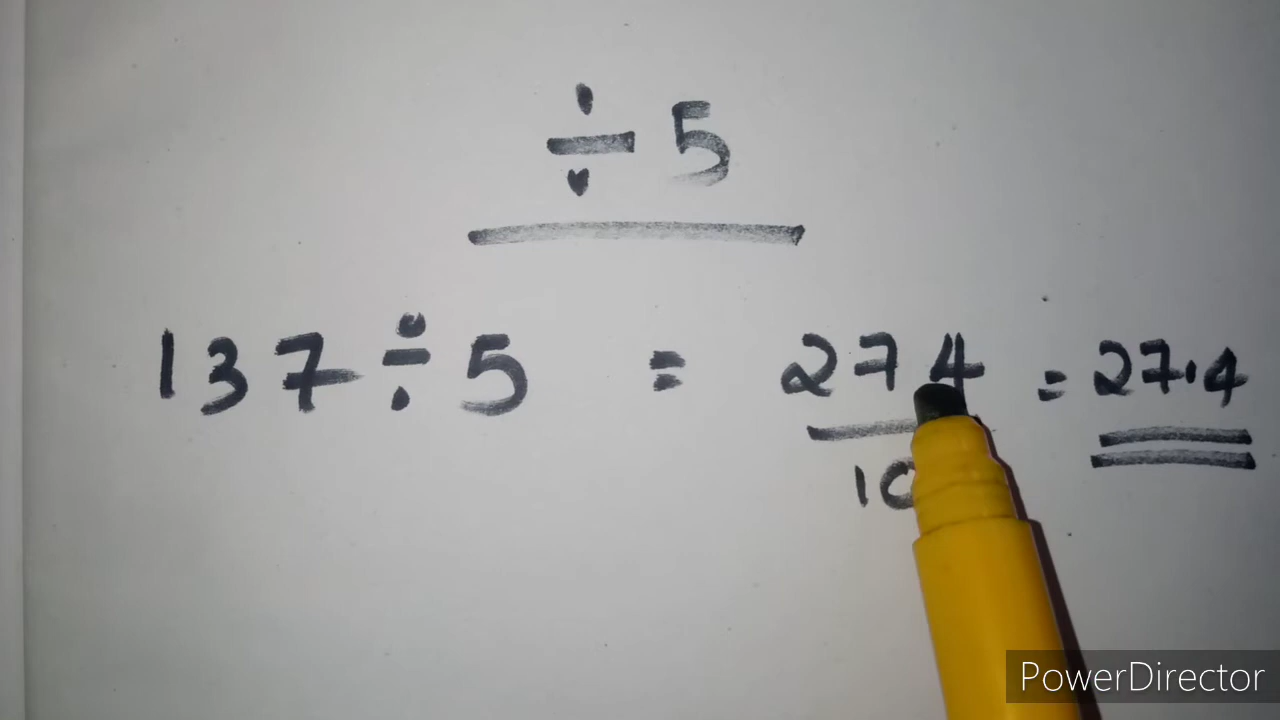 ÷ 5
137 ÷ 5 = 274/10 = 27.4
PowerDirector